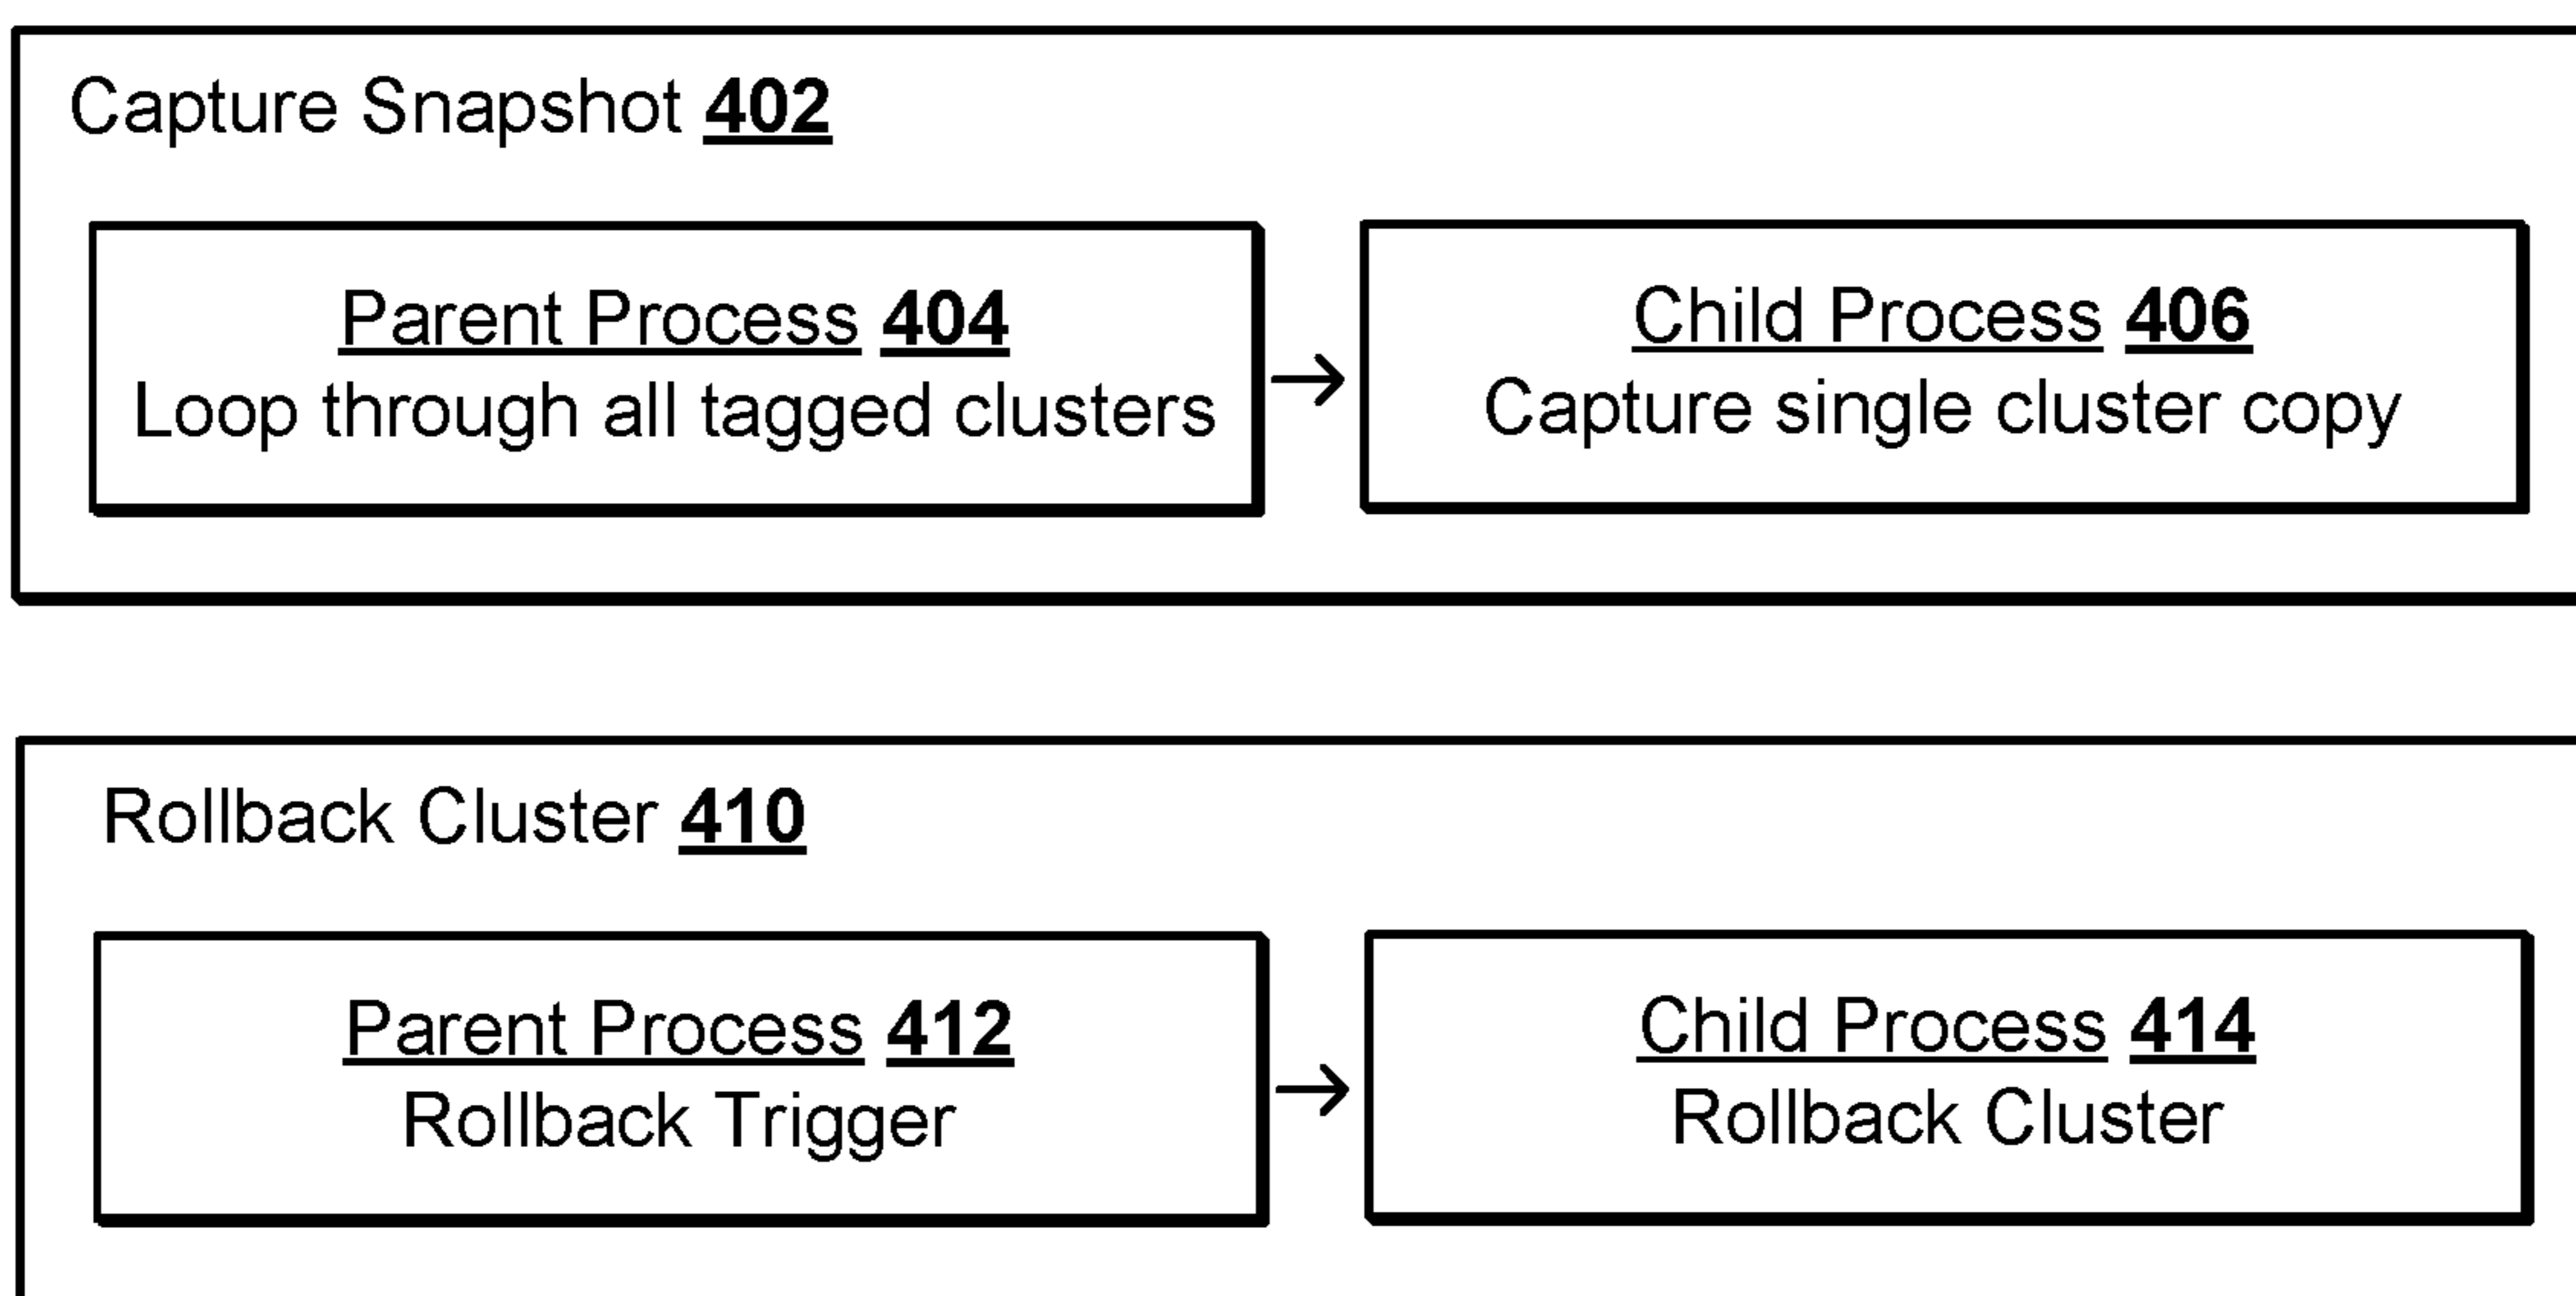 Capture Snapshot 402
Parent Process 404
Loop through all tagged clusters
Child Process 406
Capture single cluster copy
Rollback Cluster 410
Parent Process 412
Rollback Trigger
Child Process 414
Rollback Cluster